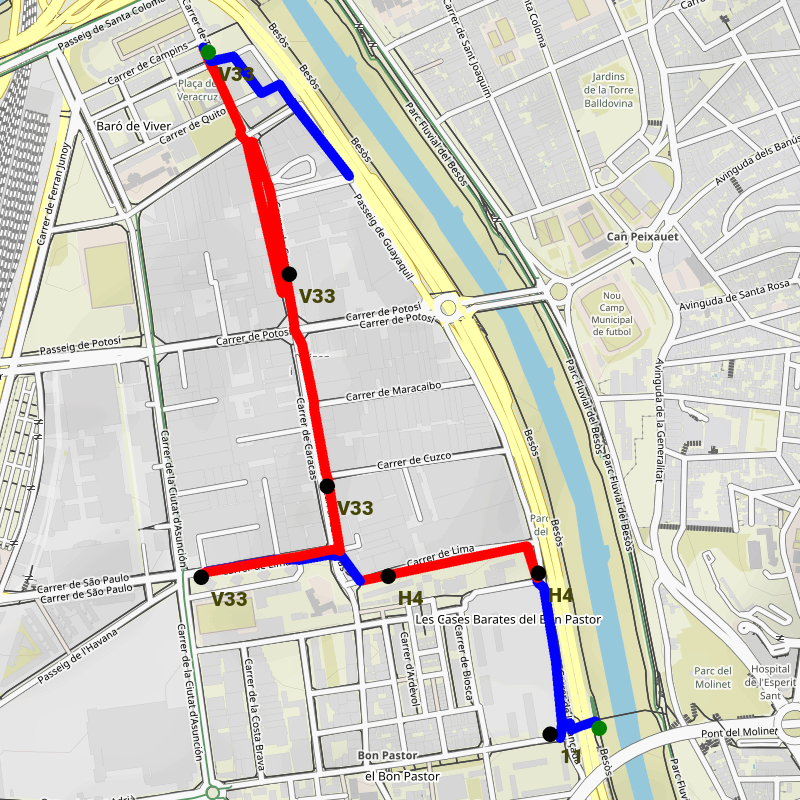 Passeig de Santa Coloma
Carrer de Campins
V33
Plaça de
Veracruz
Baró de Viver
Carrer de Quito
Carrer de Ferran Junoy
Besòs
Besòs
Besòs
Parc Fluvial del Besòs
Carrer de Sant Joaquim
Santa Coloma
Jardins
de la Torre
Balldovina
Avinguda dels Banús
Can Peixauet
Passeig de Guayaquil
V33
Nou
Camp
Municipal
de futbol
Avinguda de Santa Rosa
Carrer de Potosí
Carrer de Potosí
Carrer de Potosí
Passeig de Potosí
Carrer de Maracaibo
Parc Fluvial del Besòs
Avinguda de la Generalitat
Carrer de Caracas
Carrer de la Ciutat d'Asunción
Carrer de Cuzco
Besòs
V33
Parc Fluvial del Besòs
Besòs
Carrer de Lima
Carrer de Lima
Carrer de São Paulo
Carrer de São Paulo
V33
H4
H4
Les Cases Barates del Bon Pastor
Passeig de l'Havana
Carrer d'Ardèvol
Carrer de Biosca
Carrer de la Costa Brava
Carrer de la Ciutat d'Asunción
Parc del
Molinet
Hospital
de l'Esperit
Sant
Pont del Molinet
Besòs
Bon Pastor
el Bon Pastor